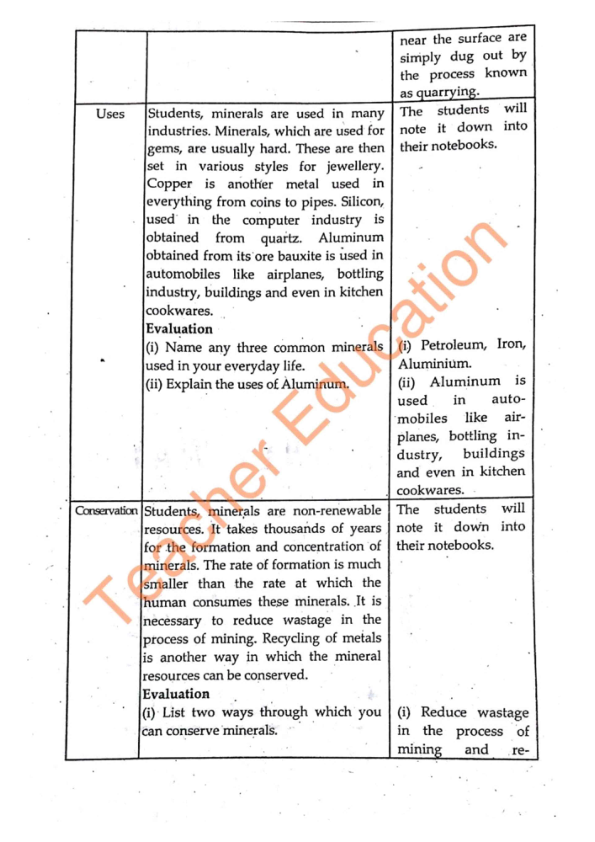 near the surface are
simply dug out by
the process known
as quarrying.
Uses
Students, minerals are used in many
industries. Minerals, which are used for
gems, are usually hard. These are then
set in various styles for jewellery.
Copper is another metal used in
everything from coins to pipes. Silicon,
used in the computer industry is
obtained from quartz. Aluminum
obtained from its ore bauxite is used in
automobiles like airplanes, bottling
industry, buildings and even in kitchen
cookwares.
Evaluation
(i) Name any three common minerals
used in your everyday life.
(ii) Explain the uses of Aluminum.
The students will
note it down into
their notebooks.
(i) Petroleum, Iron,
Aluminium.
(ii) Aluminum is
used in auto-
mobiles like air-
planes, bottling in-
dustry, buildings
and even in kitchen
cookwares.
Conservation
Students, minerals are non-renewable
resources. It takes thousands of years
for the formation and concentration of
minerals. The rate of formation is much
smaller than the rate at which the
human consumes these minerals. It is
necessary to reduce wastage in the
process of mining. Recycling of metals
is another way in which the mineral
resources can be conserved.
Evaluation
(i) List two ways through which you
can conserve minerals.
The students will
note it down into
their notebooks.
(i) Reduce wastage
in the process of
mining and re-
Teacher Education